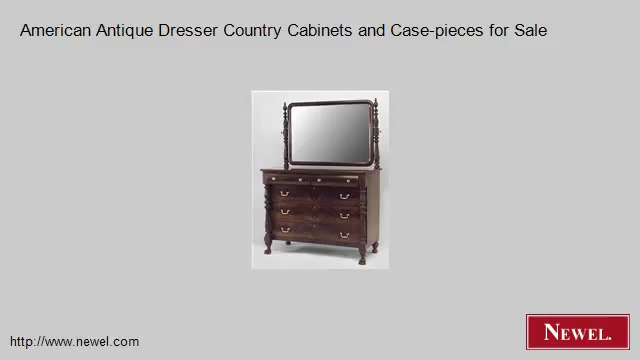 American Antique Dresser Country Cabinets and Case-pieces for Sale
http://www.newel.com
NEWEL.